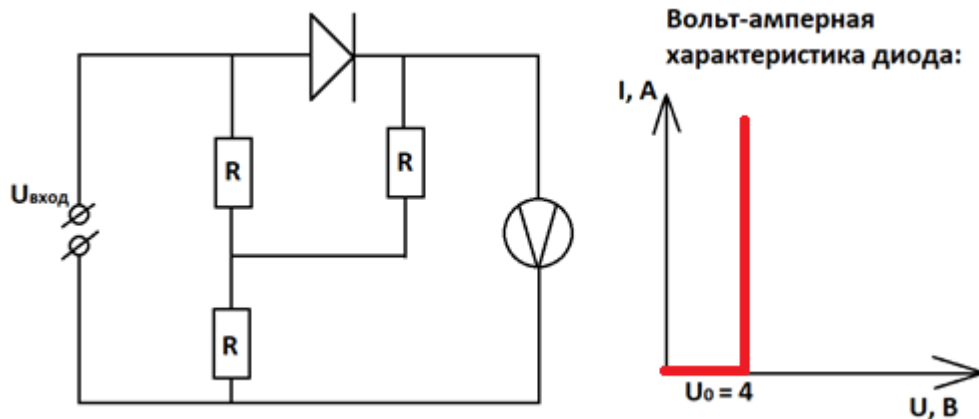 Вольт-амперная
характеристика диода:
I, A
R
R
Uвход
V
R
U₀ = 4
U, В